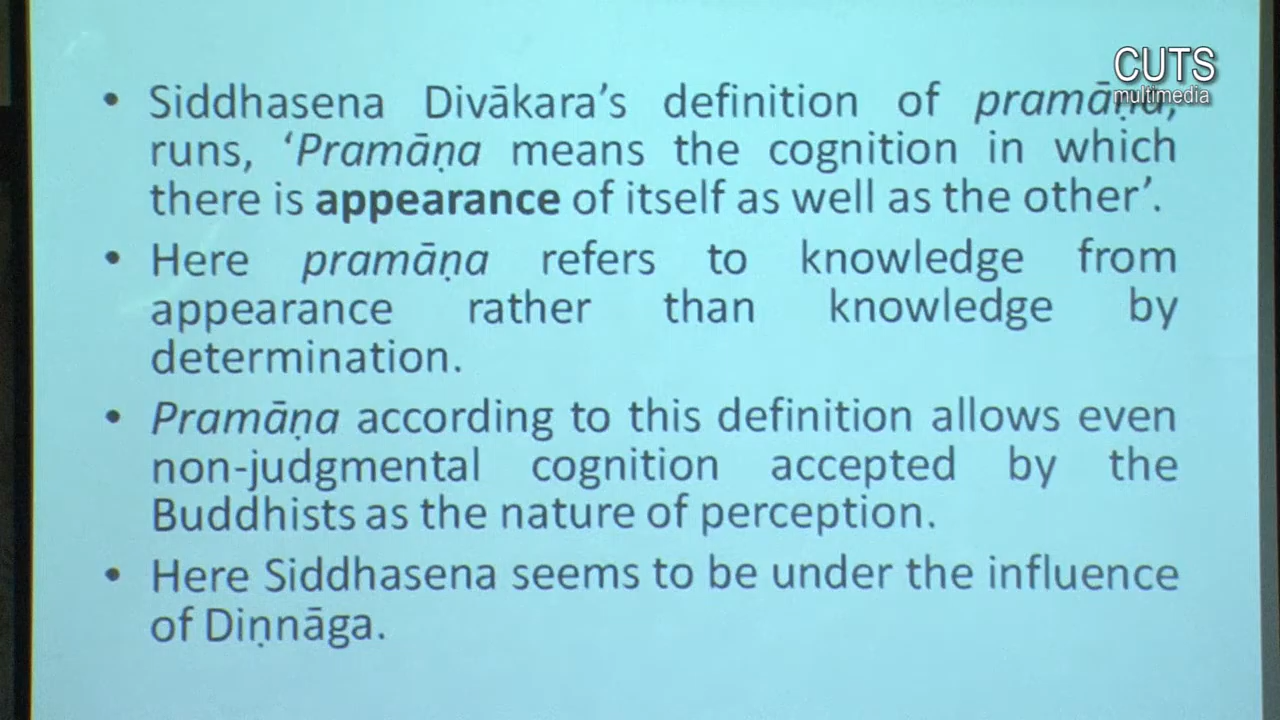 CUTS
multimedia
• Siddhasena Divākara's definition of pramāṇa,
runs, 'Pramāṇa means the cognition in which
there is appearance of itself as well as the other'.
• Here pramāṇa refers to knowledge from
appearance rather than knowledge by
determination.
• Pramāṇa according to this definition allows even
non-judgmental cognition accepted by the
Buddhists as the nature of perception.
• Here Siddhasena seems to be under the influence
of Diṇnāga.